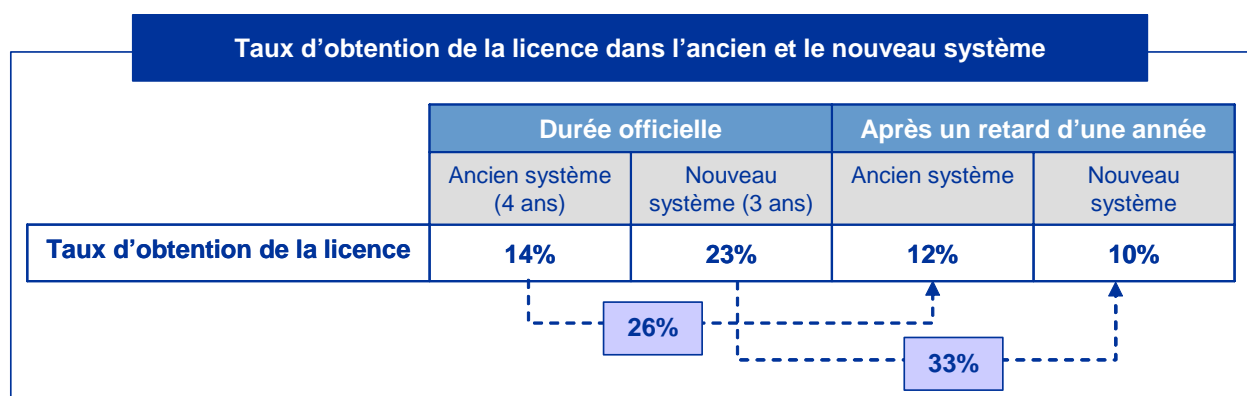 Taux d’obtention de la licence dans l’ancien et le nouveau système
Durée officielle
Après un retard d’une année
Ancien système
(4 ans)
Nouveau
système (3 ans)
Ancien système
Nouveau
système
Taux d’obtention de la licence
14%
23%
12%
10%
26%
33%